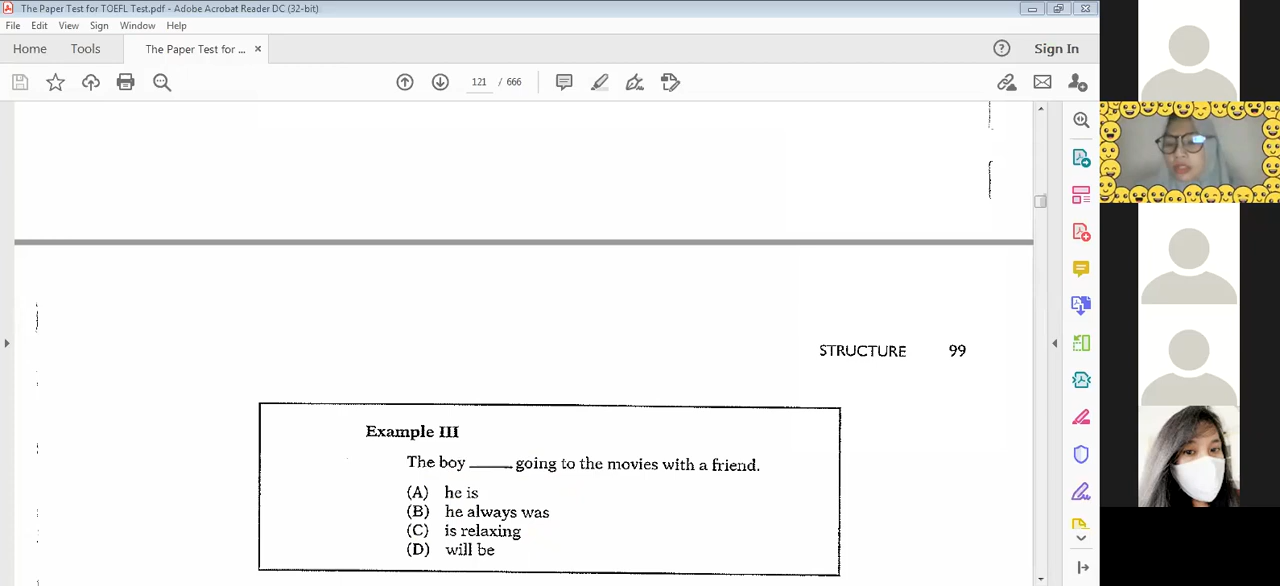 The Paper Test for TOEFL Test.pdf - Adobe Acrobat Reader DC (32-bit)
File Edit View Sign Window Help
Home Tools The Paper Test for ... × Sign In
121 / 666
STRUCTURE 99
Example III
The boy ____ going to the movies with a friend.
(A) he is
(B) he always was
(C) is relaxing
(D) will be